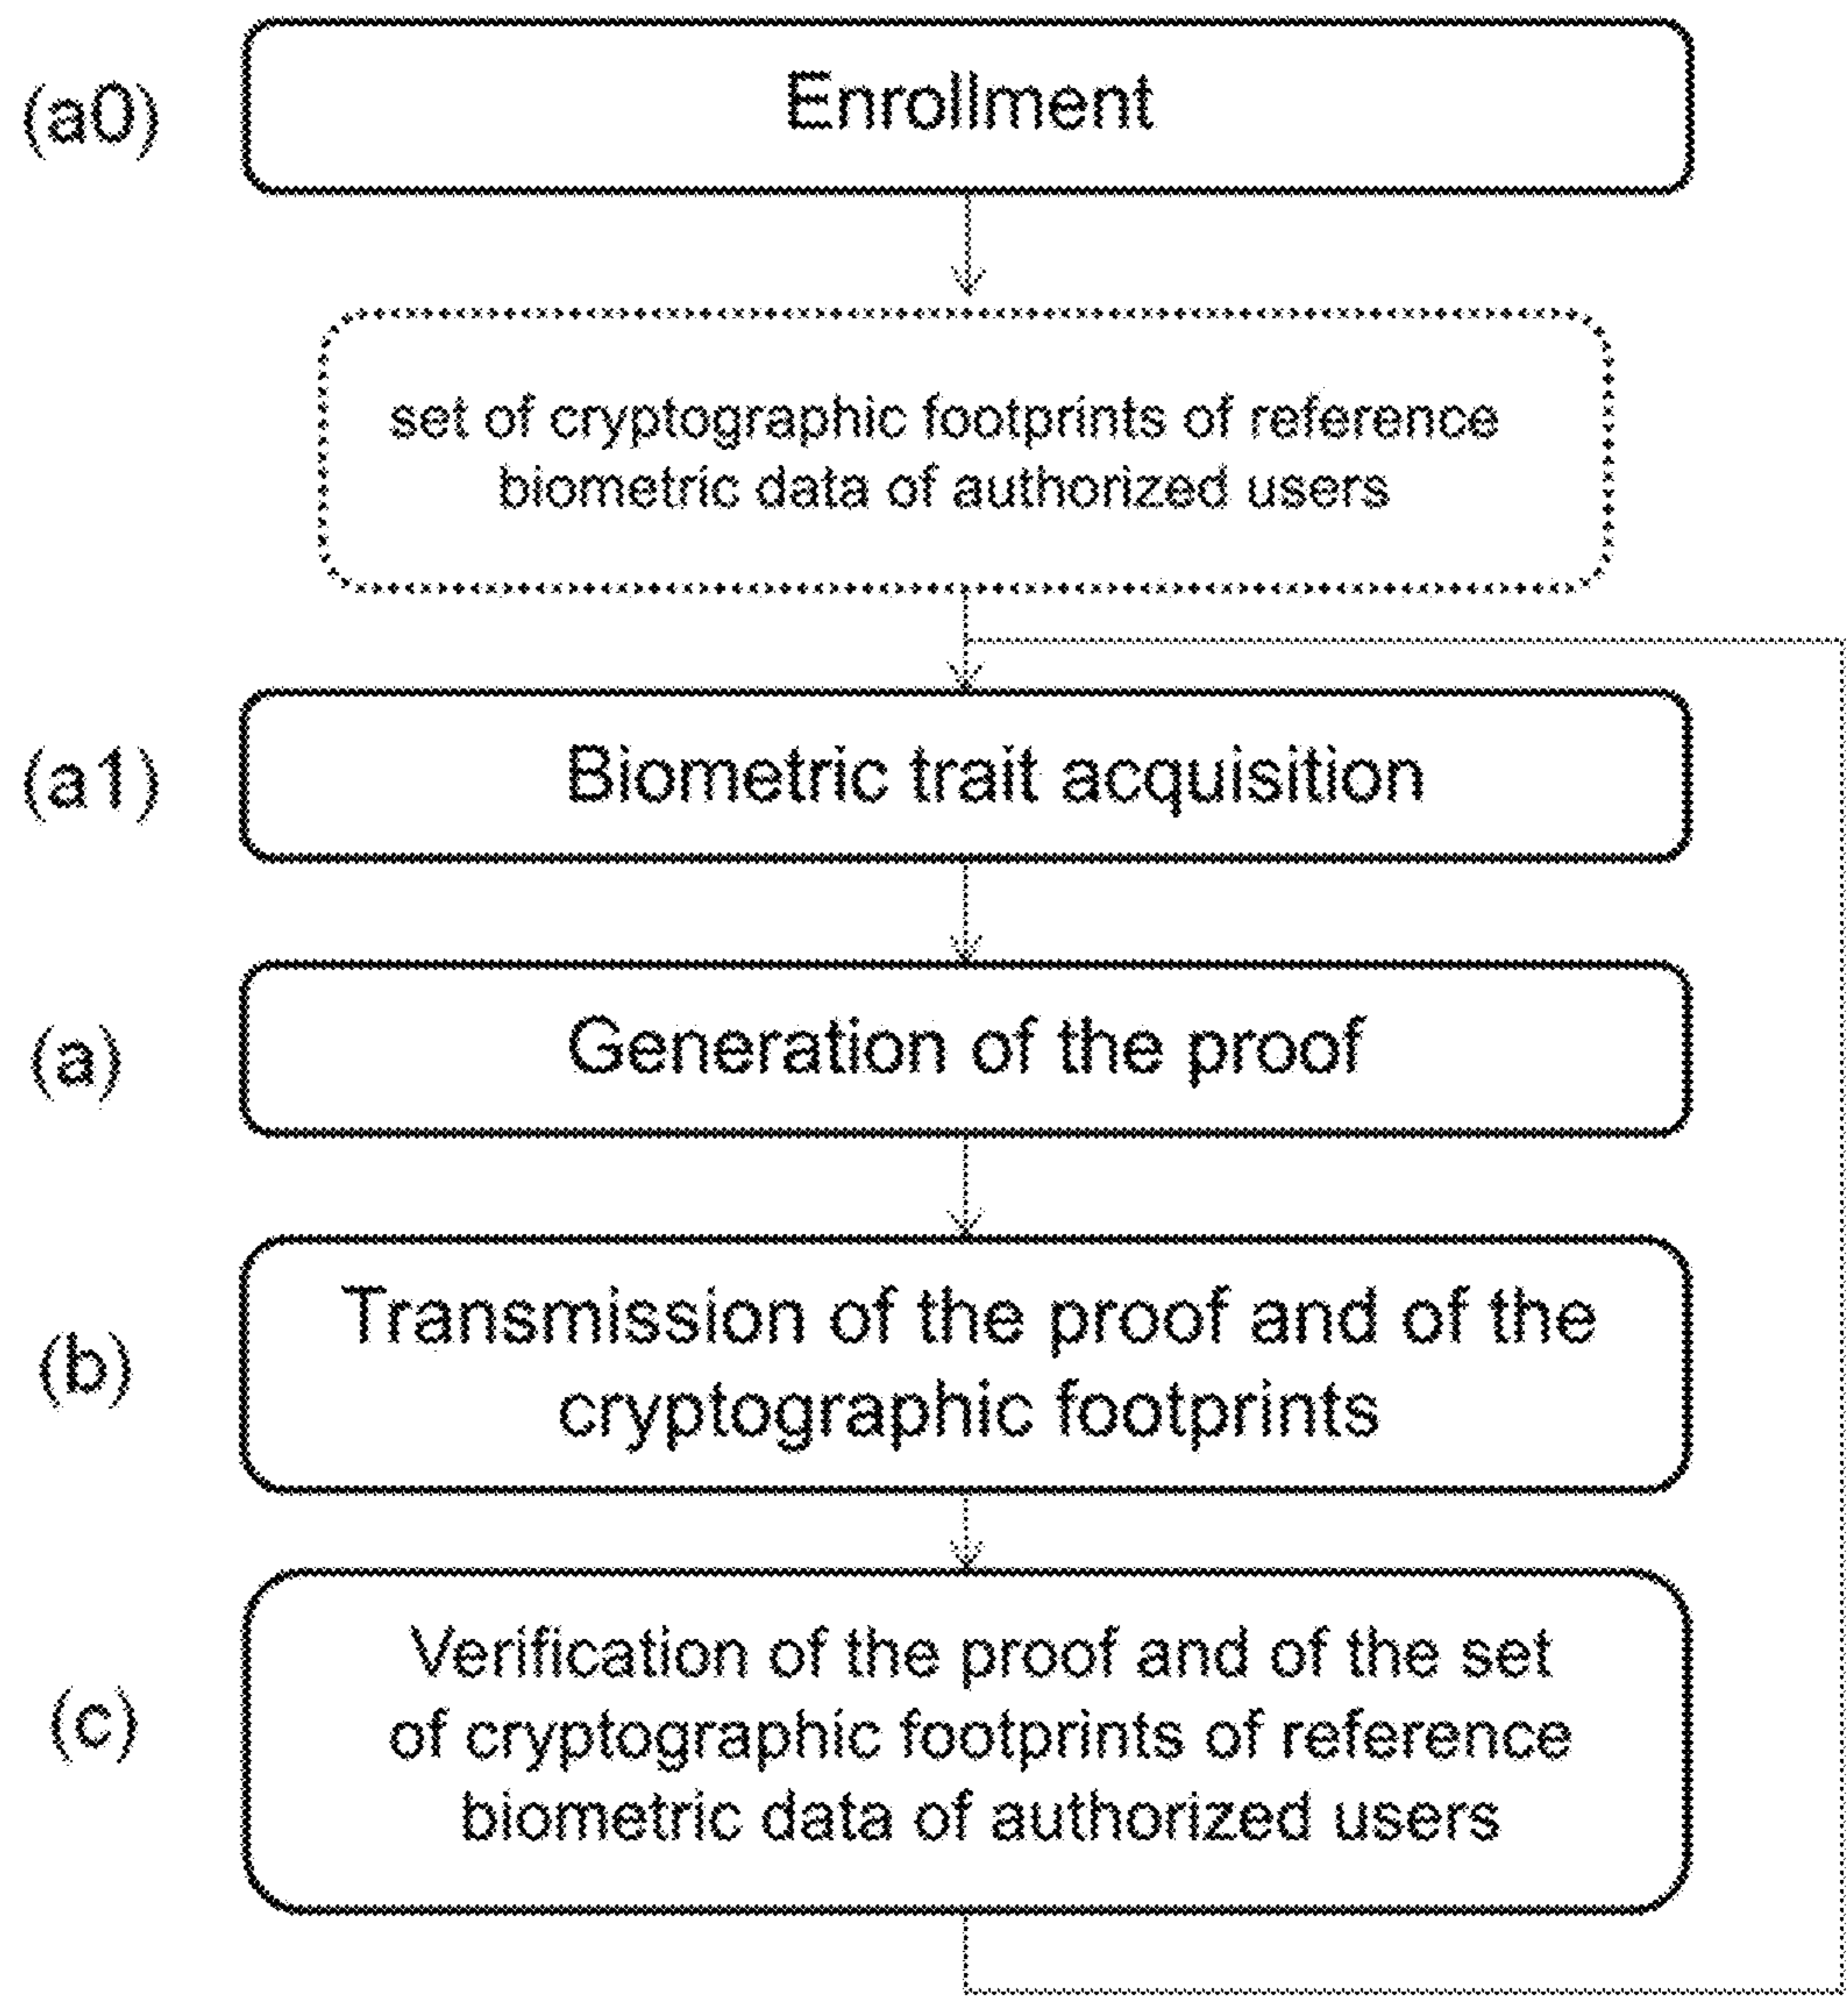 (a0)
Enrollment
set of cryptographic footprints of reference
biometric data of authorized users
(a1)
Biometric trait acquisition
(a)
Generation of the proof
(b)
Transmission of the proof and of the
cryptographic footprints
(c)
Verification of the proof and of the set
of cryptographic footprints of reference
biometric data of authorized users